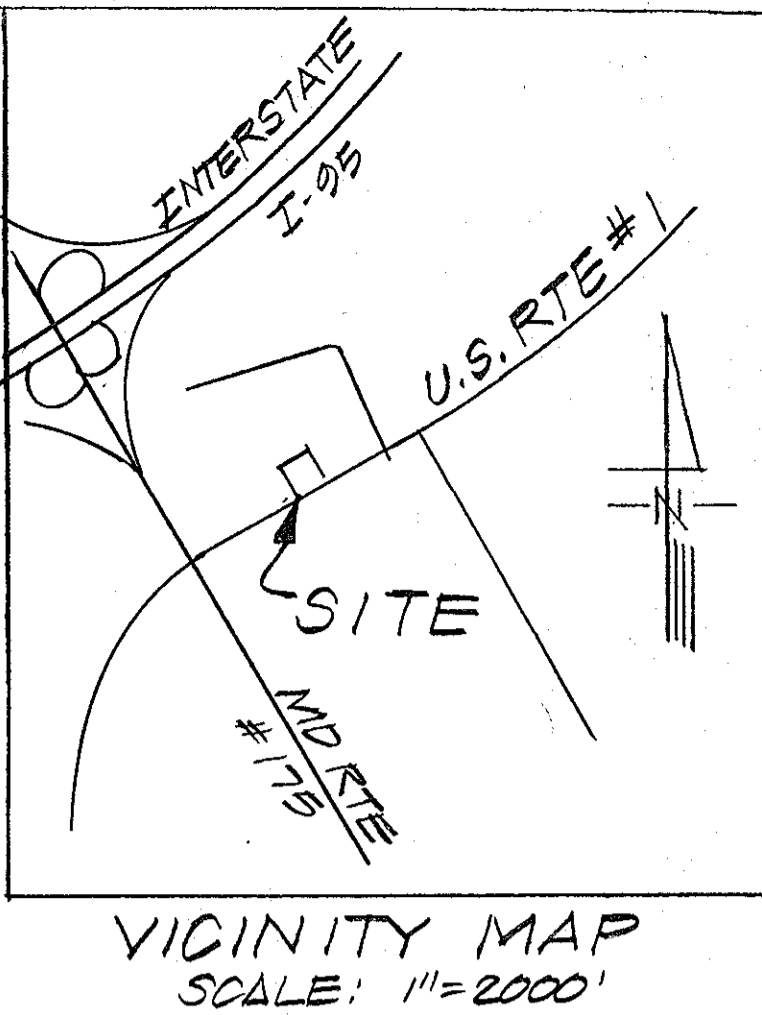 INTERSTATE
I-95
U.S. RTE #1
N
SITE
MD RTE
#175
VICINITY MAP
SCALE: 1"=2000'